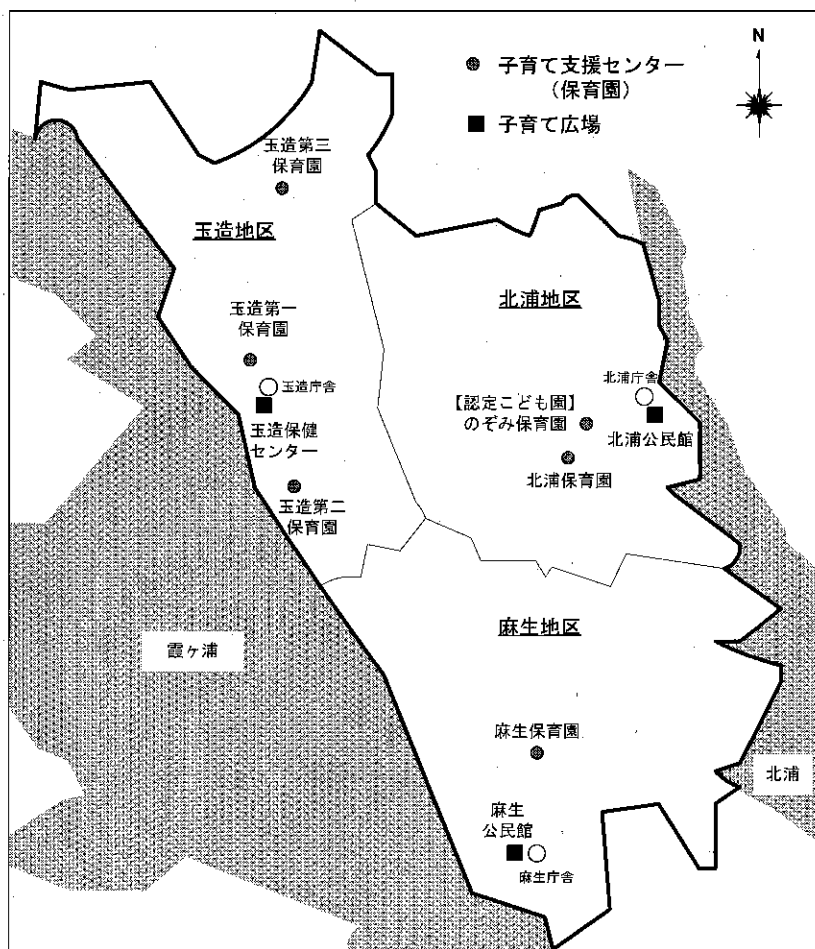 N
子育て支援センター
（保育園）
子育て広場
玉造第三
保育園
玉造地区
北浦地区
玉造第一
保育園
玉造庁舎
北浦庁舎
【認定こども園】
のぞみ保育園
玉造保健
センター
北浦公民館
北浦保育園
玉造第二
保育園
麻生地区
霞ヶ浦
麻生保育園
北浦
麻生
公民館
麻生庁舎